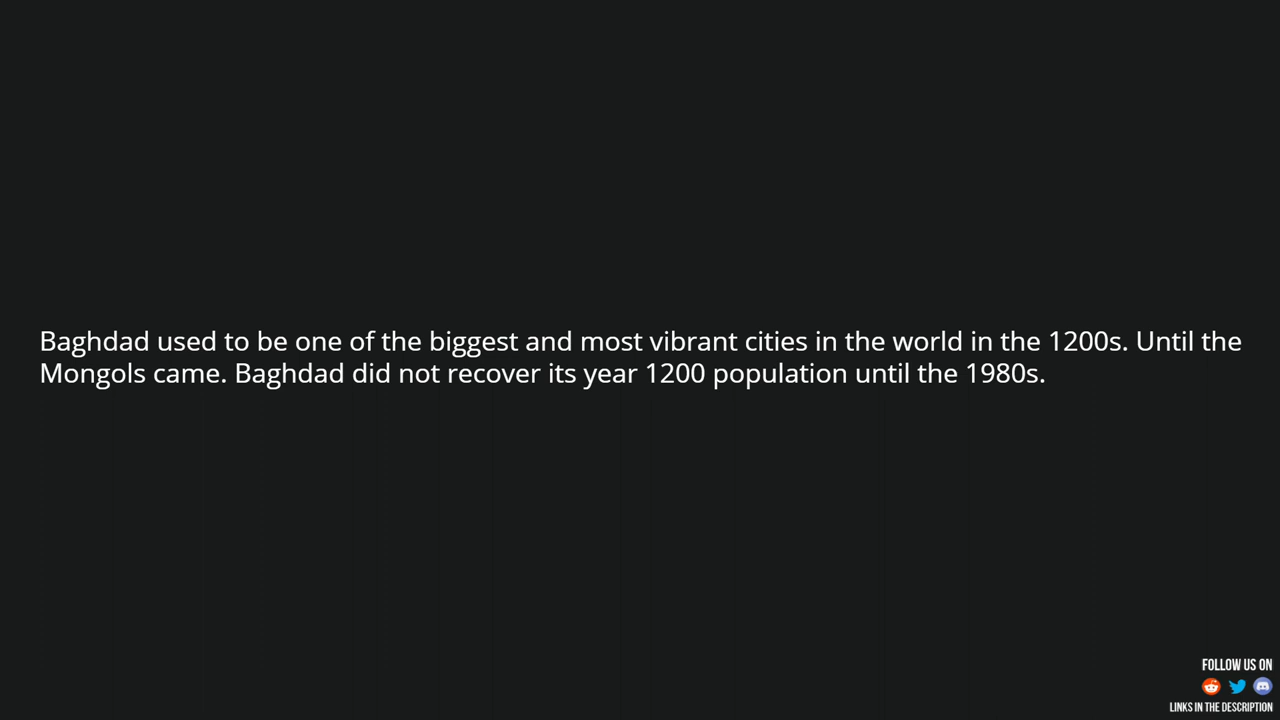 Baghdad used to be one of the biggest and most vibrant cities in the world in the 1200s. Until the
Mongols came. Baghdad did not recover its year 1200 population until the 1980s.
FOLLOW US ON
LINKS IN THE DESCRIPTION